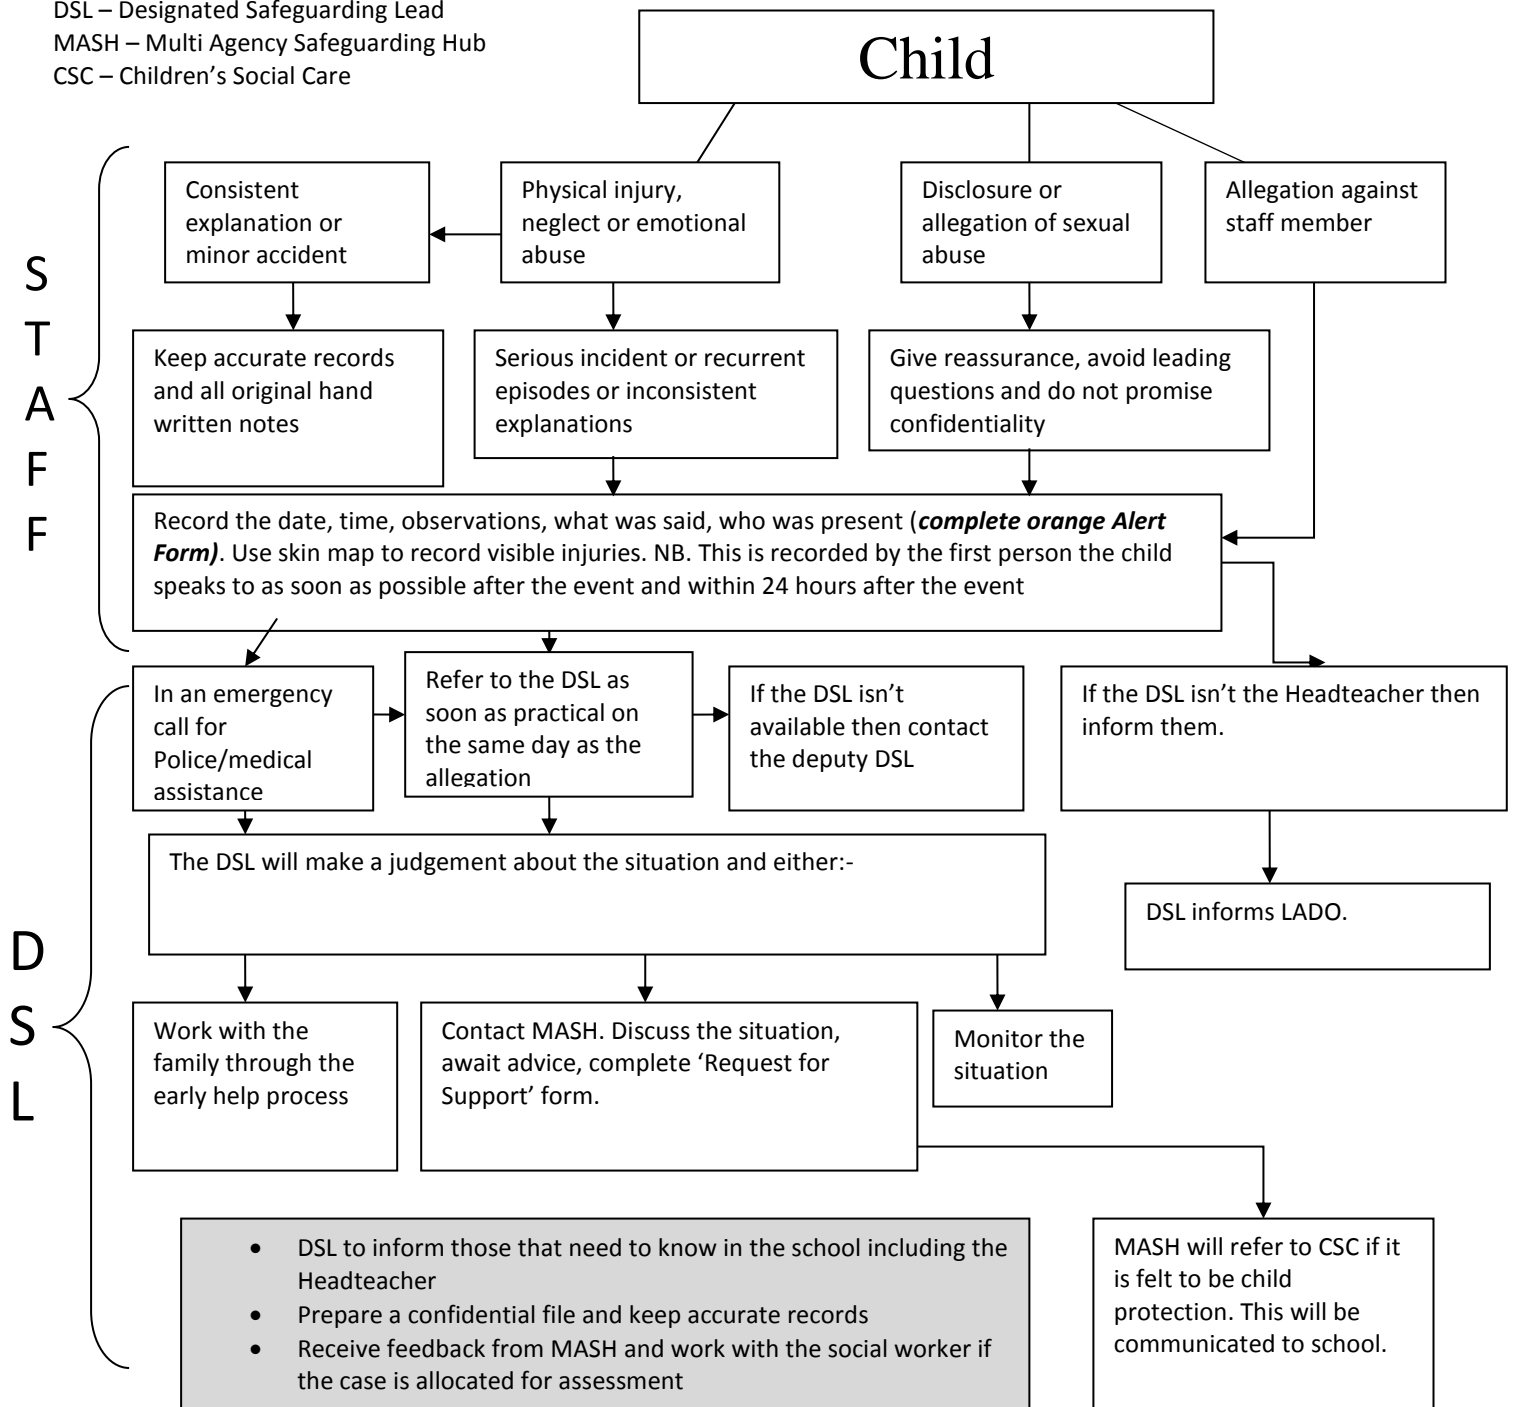 DSL – Designated Safeguarding Lead
MASH – Multi Agency Safeguarding Hub
CSC – Children's Social Care
Child
Consistent
explanation or
minor accident
Physical injury,
neglect or emotional
abuse
Disclosure or
allegation of sexual
abuse
Allegation against
staff member
S
T
A
F
F
Keep accurate records
and all original hand
written notes
Serious incident or recurrent
episodes or inconsistent
explanations
Give reassurance, avoid leading
questions and do not promise
confidentiality
Record the date, time, observations, what was said, who was present (complete orange Alert
Form). Use skin map to record visible injuries. NB. This is recorded by the first person the child
speaks to as soon as possible after the event and within 24 hours after the event
In an emergency
call for
Police/medical
assistance
Refer to the DSL as
soon as practical on
the same day as the
allegation
If the DSL isn't
available then contact
the deputy DSL
If the DSL isn't the Headteacher then
inform them.
The DSL will make a judgement about the situation and either:-
DSL informs LADO.
D
S
L
Work with the
family through the
early help process
Contact MASH. Discuss the situation,
await advice, complete 'Request for
Support' form.
Monitor the
situation
• DSL to inform those that need to know in the school including the
Headteacher
• Prepare a confidential file and keep accurate records
• Receive feedback from MASH and work with the social worker if
the case is allocated for assessment
MASH will refer to CSC if it
is felt to be child
protection. This will be
communicated to school.